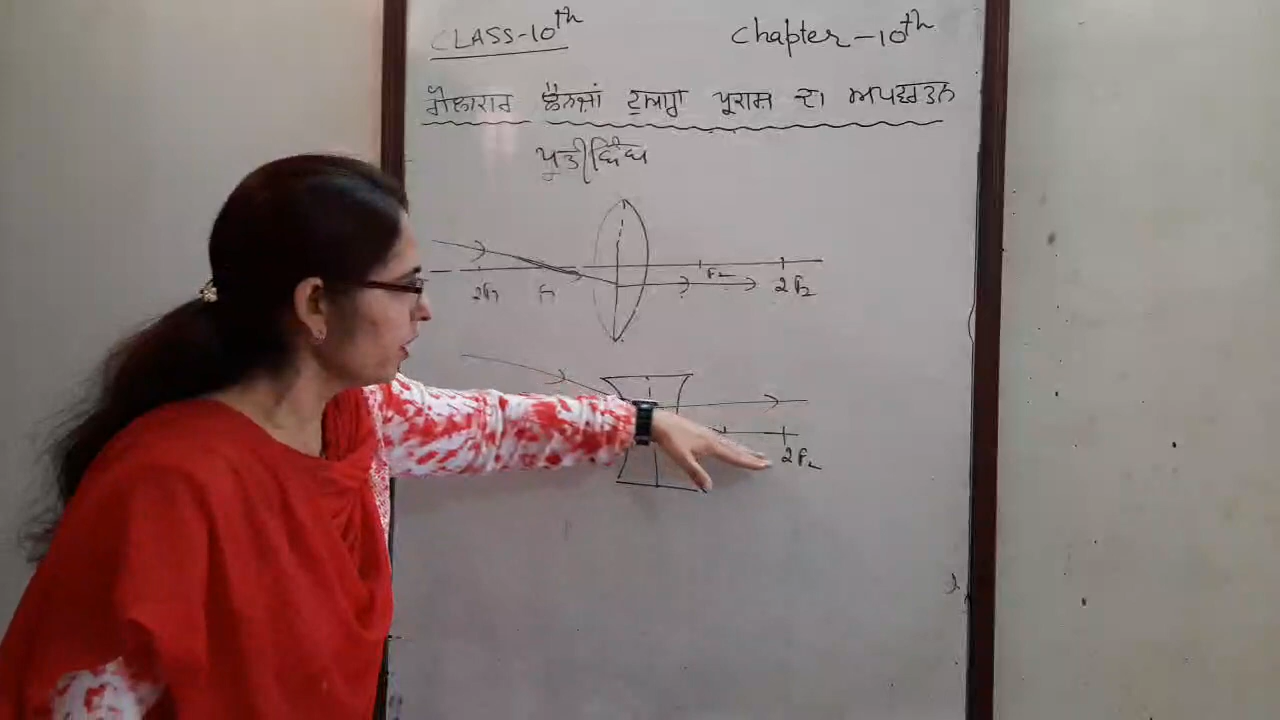 CLASS-10th
Chapter-10th
ਗੋਲਾਕਾਰ ਲੈਨਜ਼ਾਂ ਦੁਆਰਾ ਪ੍ਰਕਾਸ਼ ਦਾ ਅਪਵਰਤਨ
ਪ੍ਰਤੀਬਿੰਬ
2F1 F1 F2 2F2
2F2